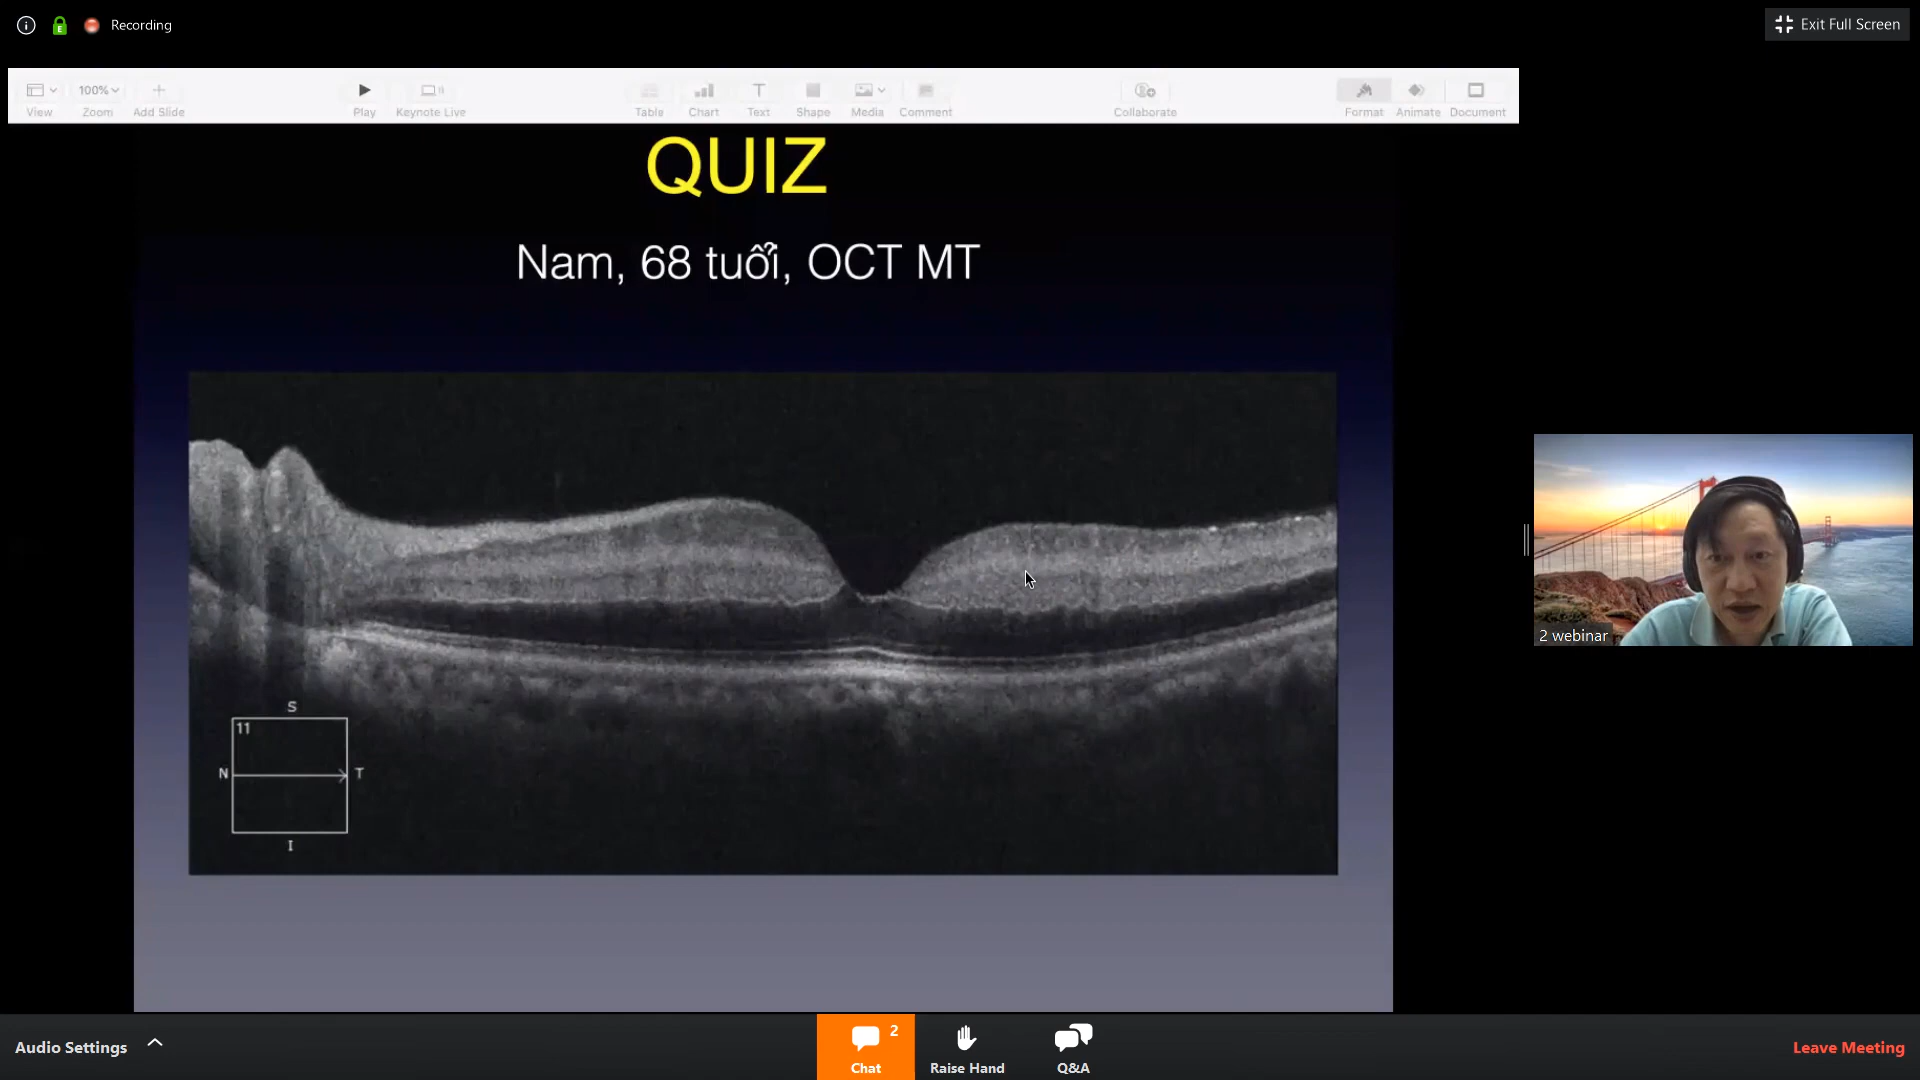 Recording
Exit Full Screen
100%
View Zoom Add Slide Play Keynote Live Table Chart Text Shape Media Comment Collaborate Format Animate Document
QUIZ
Nam, 68 tuổi, OCT MT
S
11
N T
I
2 webinar
Audio Settings
2
Chat Raise Hand Q&A
Leave Meeting